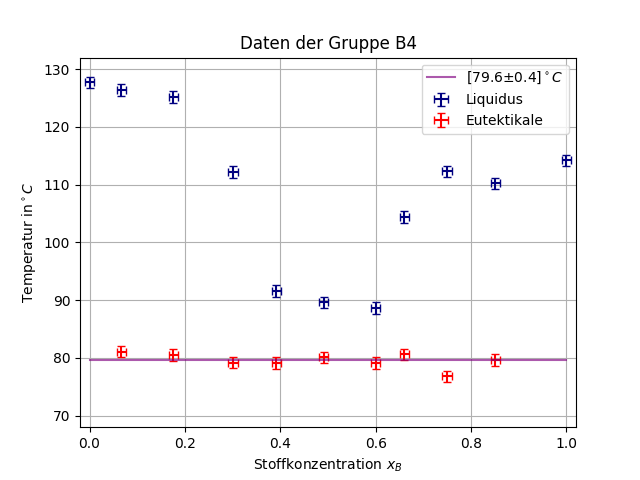 Daten der Gruppe B4
130
120
110
100
90
80
70
Temperatur in °C
[79.6±0.4]°C
Liquidus
Eutektikale
0.0
0.2
0.4
0.6
0.8
1.0
Stoffkonzentration x_B